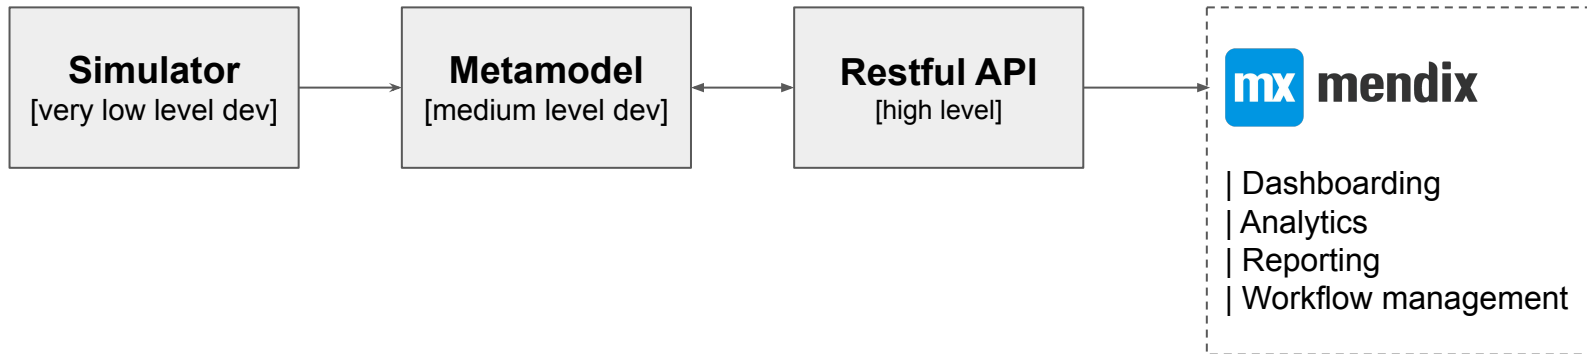 Simulator
[very low level dev]
Metamodel
[medium level dev]
Restful API
[high level]
mx mendix
| Dashboarding
| Analytics
| Reporting
| Workflow management